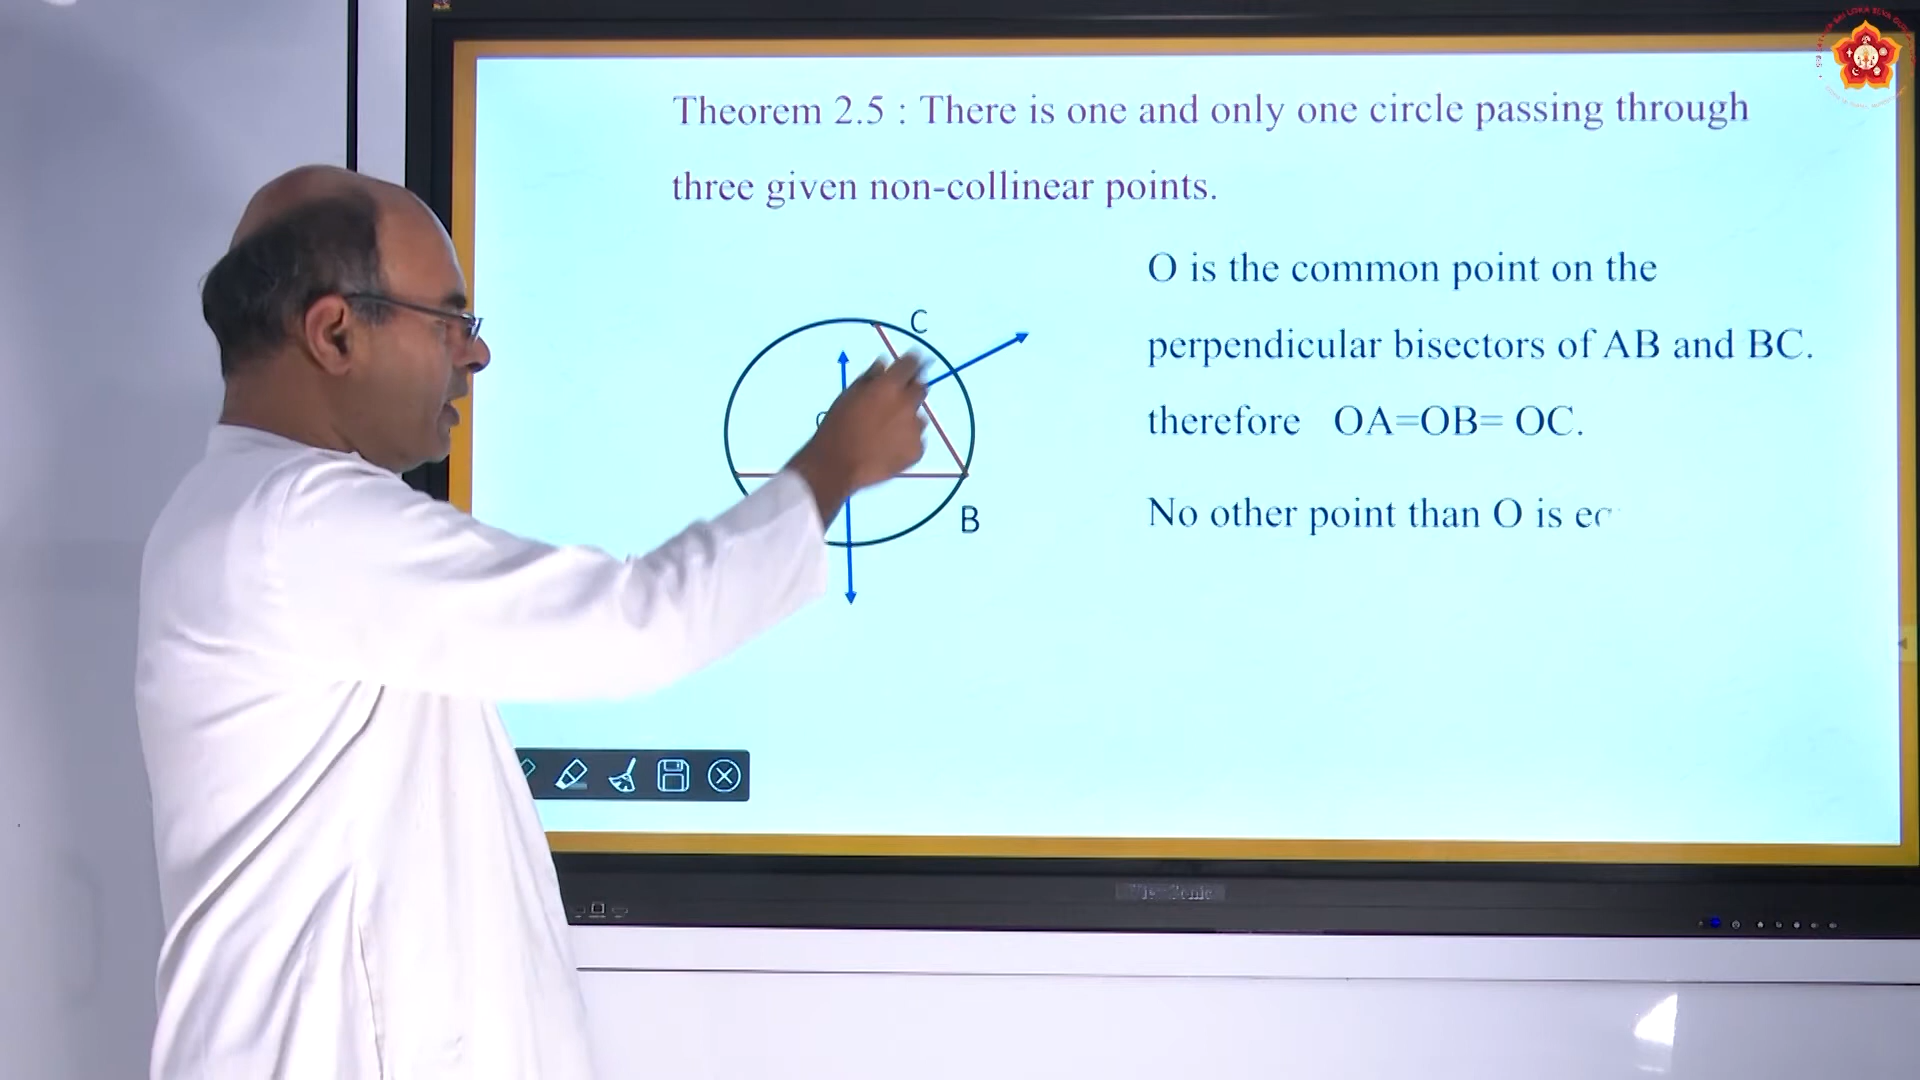 Theorem 2.5 : There is one and only one circle passing through
three given non-collinear points.
O is the common point on the
perpendicular bisectors of AB and BC.
therefore OA=OB= OC.
No other point than O is
C
B